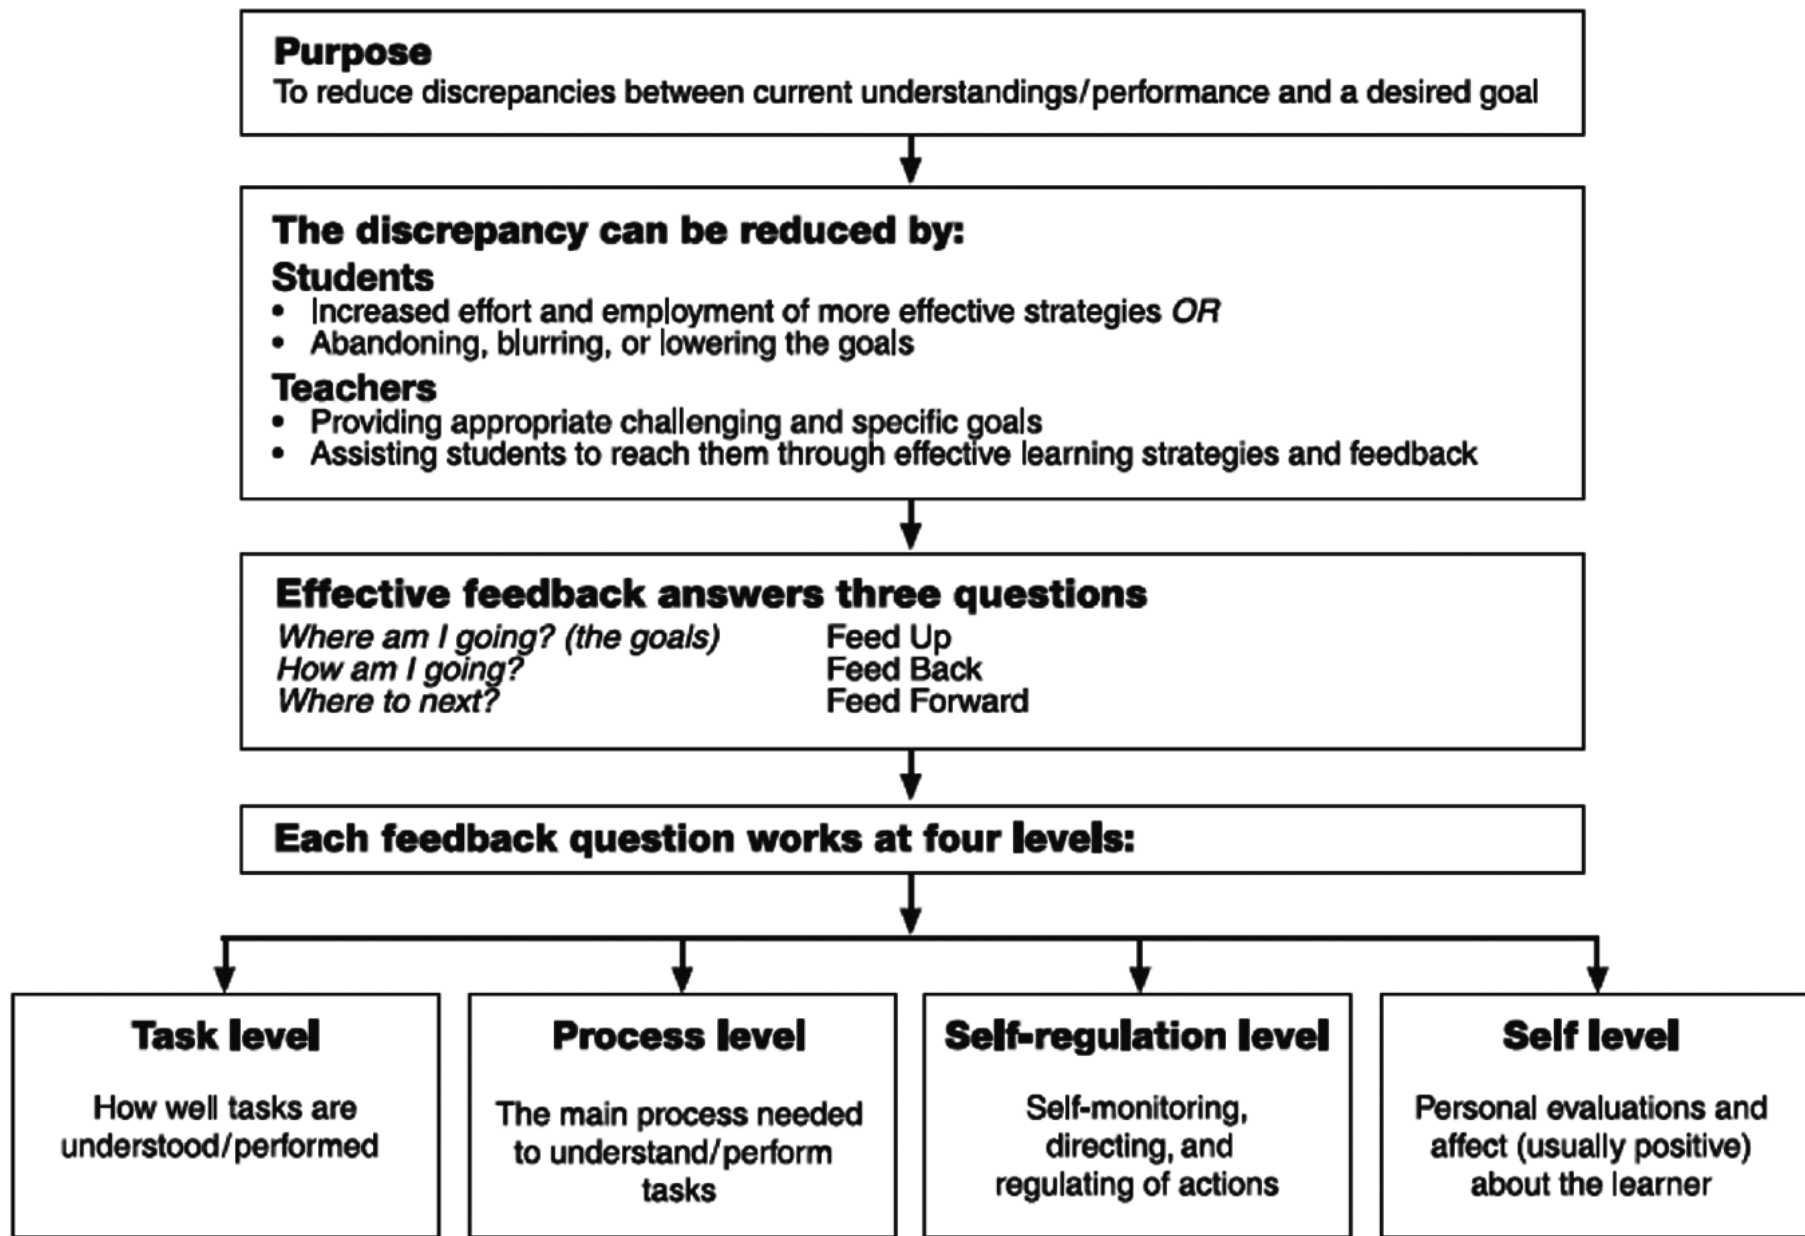 Purpose
To reduce discrepancies between current understandings/performance and a desired goal
The discrepancy can be reduced by:
Students
• Increased effort and employment of more effective strategies OR
• Abandoning, blurring, or lowering the goals
Teachers
• Providing appropriate challenging and specific goals
• Assisting students to reach them through effective learning strategies and feedback
Effective feedback answers three questions
Where am I going? (the goals) Feed Up
How am I going? Feed Back
Where to next? Feed Forward
Each feedback question works at four levels:
Task level
How well tasks are
understood/performed
Process level
The main process needed
to understand/perform
tasks
Self-regulation level
Self-monitoring,
directing, and
regulating of actions
Self level
Personal evaluations and
affect (usually positive)
about the learner